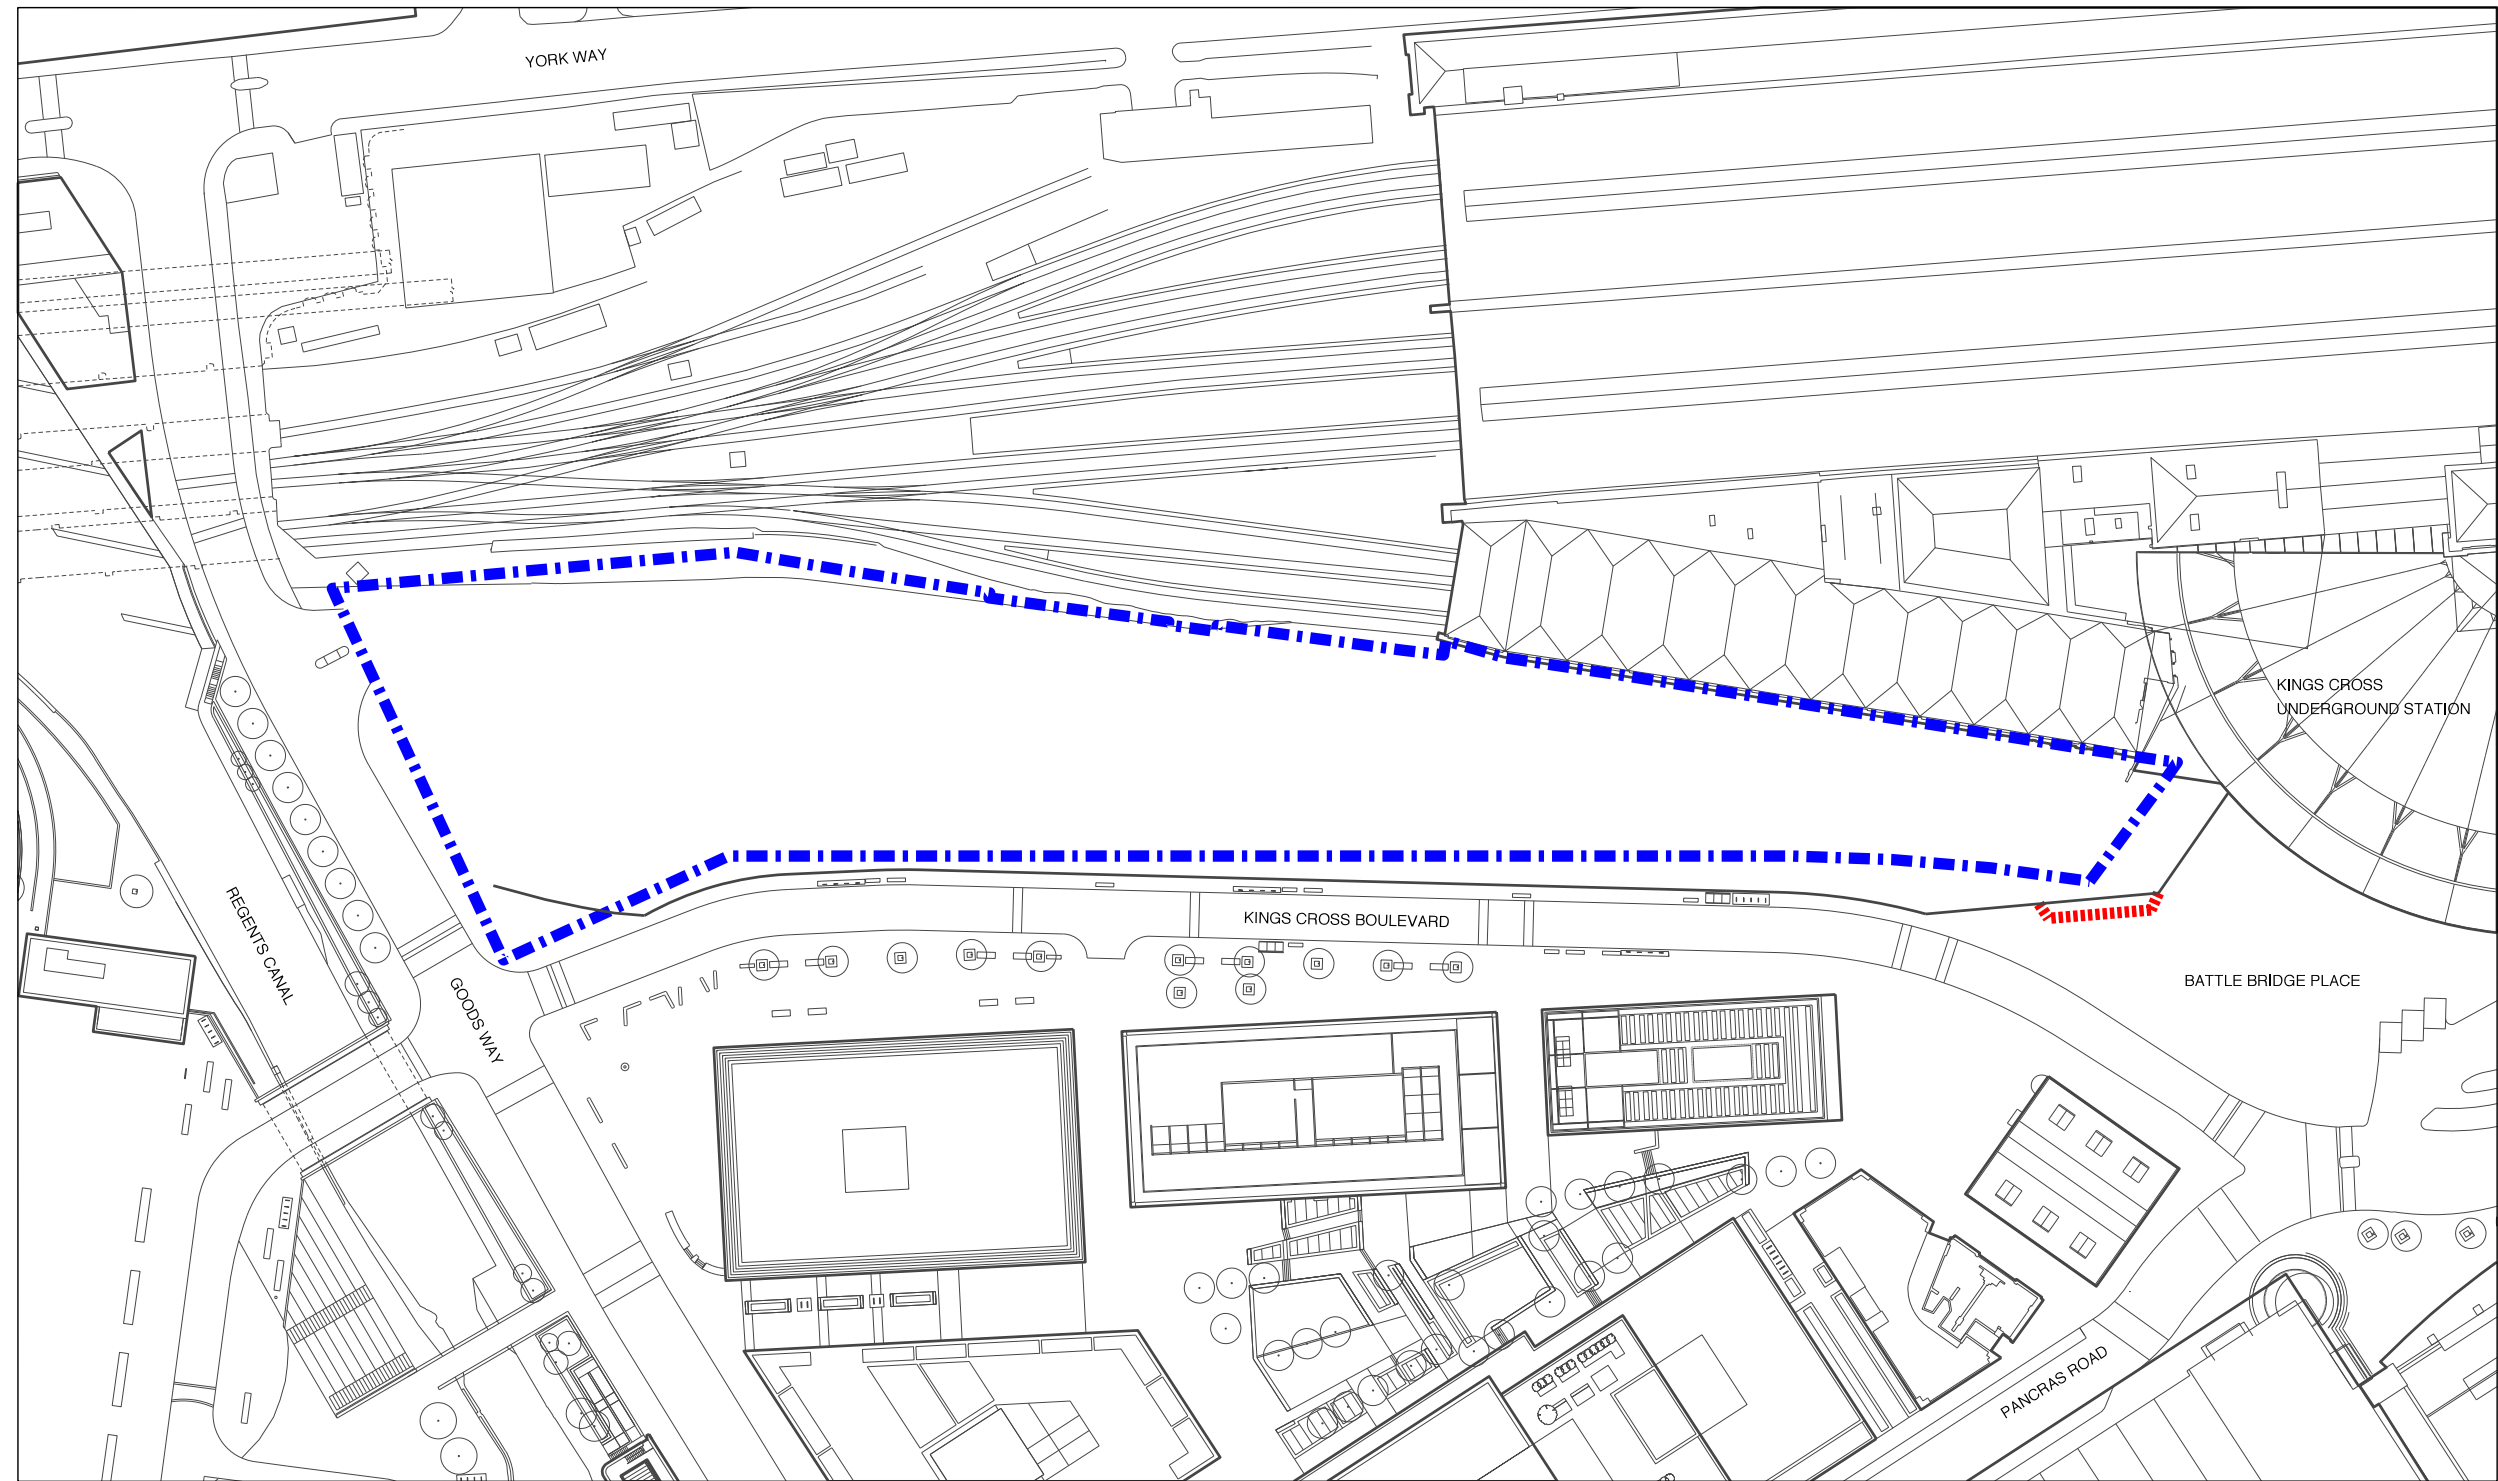 YORK WAY
KINGS CROSS
UNDERGROUND STATION
REGENTS CANAL
KINGS CROSS BOULEVARD
GOODS WAY
BATTLE BRIDGE PLACE
PANCRAS ROAD